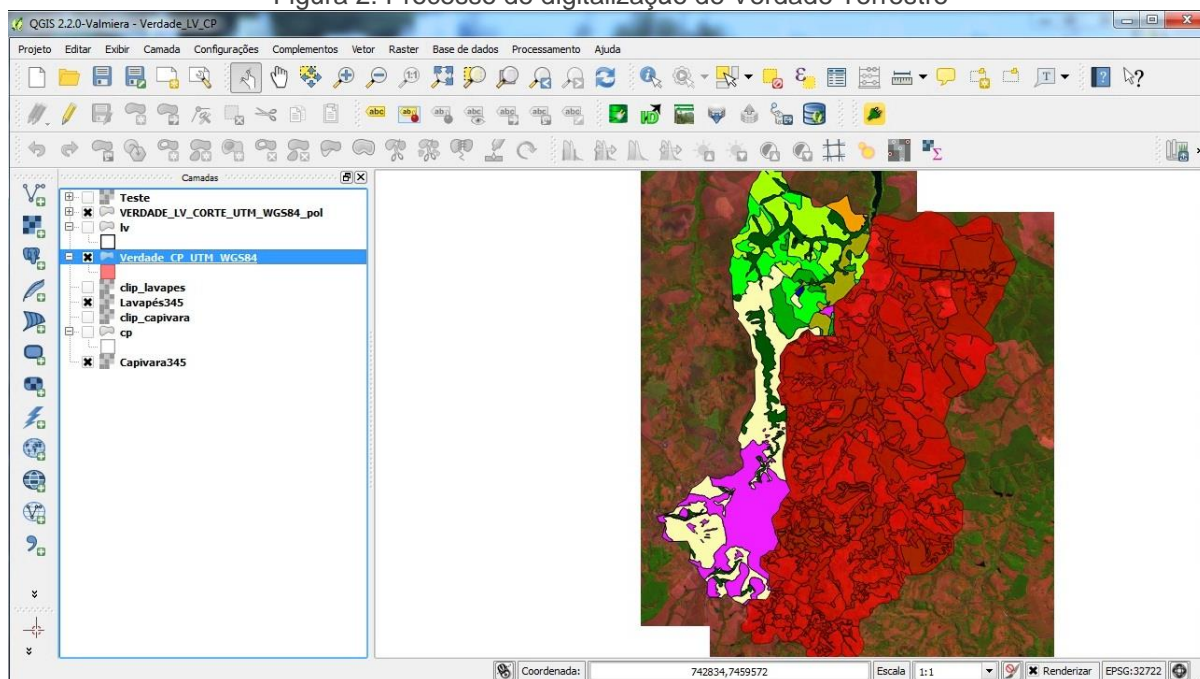 Figura 2. Processo de digitalização de Verdade Terrestre
QGIS 2.2.0-Valmiera - Verdade_LV_CP
Projeto Editar Exibir Camada Configurações Complementos Vetor Raster Base de dados Processamento Ajuda
Camadas
Teste
VERDADE_LV_CORTE_UTM_WGS84_pol
lv
Verdade_CP_UTM_WGS84
clip_lavapes
Lavapés345
clip_capivara
cp
Capivara345
Coordenada: 742834,7459572 Escala 1:1 Renderizar EPSG:32722